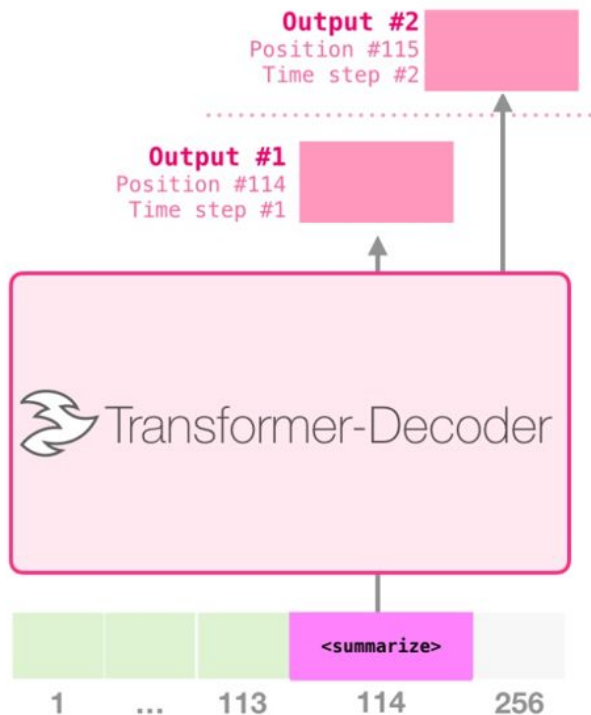 Output #2
Position #115
Time step #2
Output #1
Position #114
Time step #1
Transformer-Decoder
<summarize>
1 ... 113 114 256